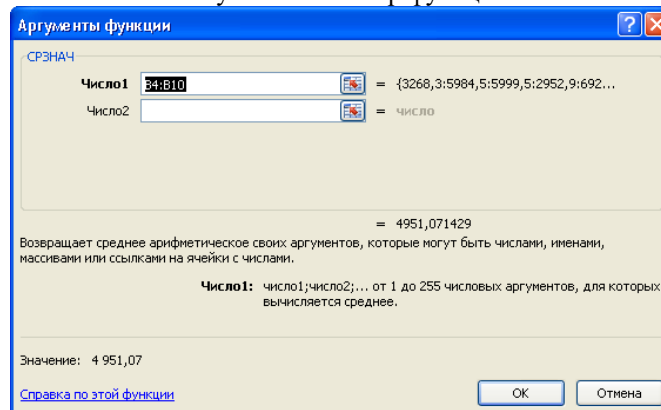 Аргументы функции
СРЗНАЧ
Число1 B4:B10 = {3268,3:5984,5:5999,5:2952,9:692...
Число2 = число
= 4951,071429
Возвращает среднее арифметическое своих аргументов, которые могут быть числами, именами,
массивами или ссылками на ячейки с числами.
Число1: число1;число2;... от 1 до 255 числовых аргументов, для которых
вычисляется среднее.
Значение: 4 951,07
Справка по этой функции
ОК Отмена